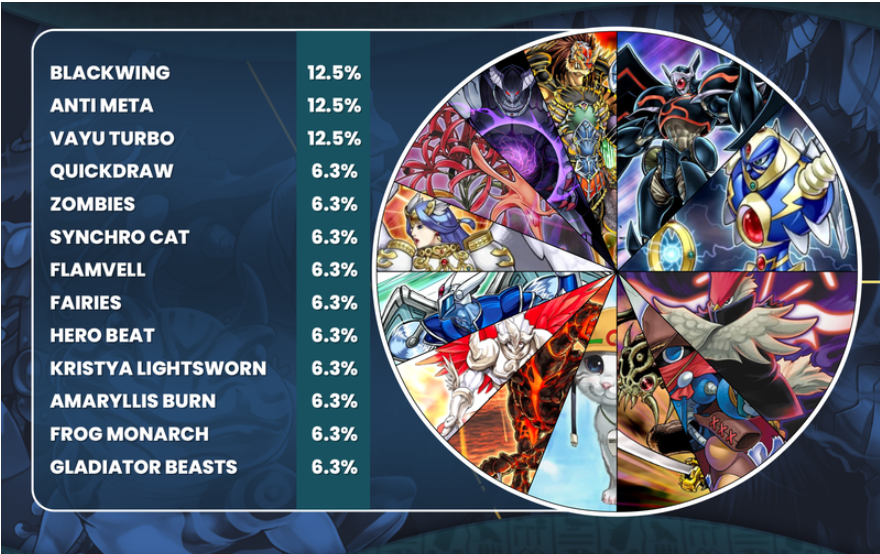 BLACKWING 12.5%
ANTI META 12.5%
VAYU TURBO 12.5%
QUICKDRAW 6.3%
ZOMBIES 6.3%
SYNCHRO CAT 6.3%
FLAMVELL 6.3%
FAIRIES 6.3%
HERO BEAT 6.3%
KRISTYA LIGHTSWORN 6.3%
AMARYLLIS BURN 6.3%
FROG MONARCH 6.3%
GLADIATOR BEASTS 6.3%